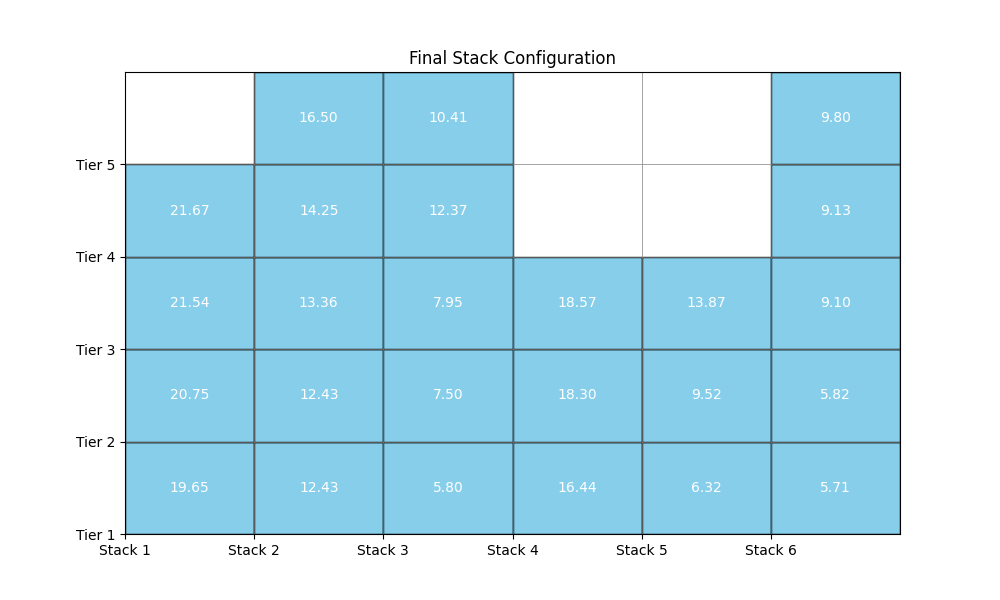 Final Stack Configuration
16.50 10.41 9.80
Tier 5
21.67 14.25 12.37 9.13
Tier 4
21.54 13.36 7.95 18.57 13.87 9.10
Tier 3
20.75 12.43 7.50 18.30 9.52 5.82
Tier 2
19.65 12.43 5.80 16.44 6.32 5.71
Tier 1
Stack 1 Stack 2 Stack 3 Stack 4 Stack 5 Stack 6